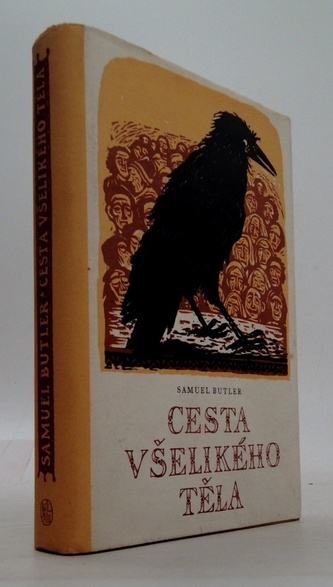 SAMUEL BUTLER • CESTA VŠELIKÉHO TĚLA
SAMUEL BUTLER
CESTA
VŠELIKÉHO
TĚLA